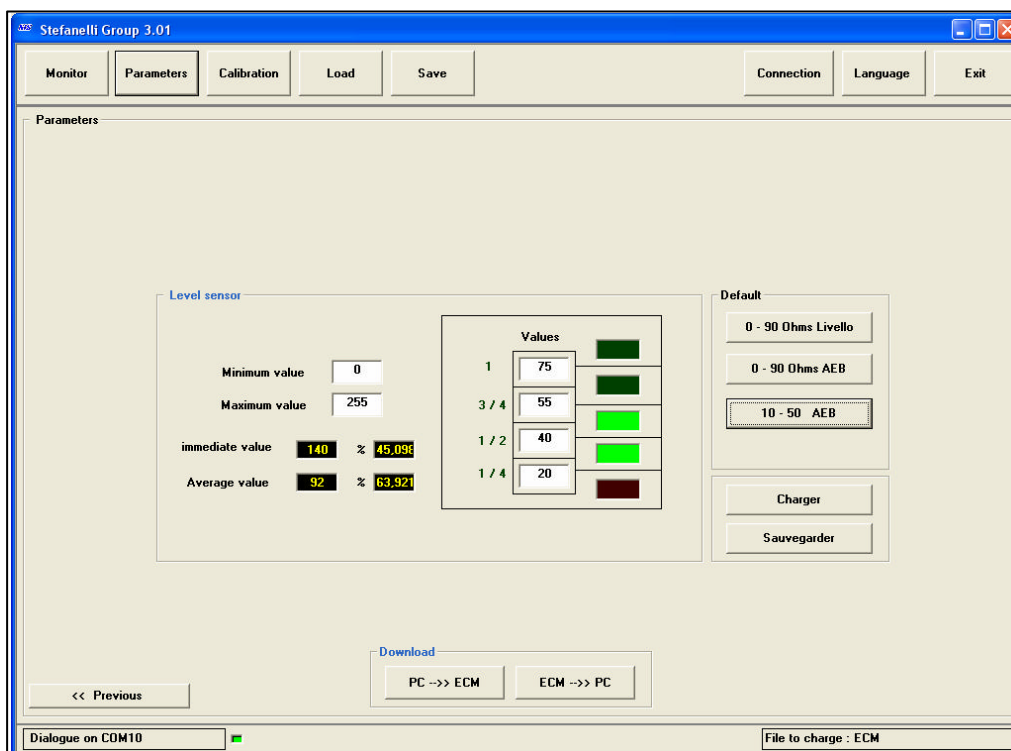 Stefanelli Group 3.01
Monitor
Parameters
Calibration
Load
Save
Connection
Language
Exit
Parameters
Level sensor
Minimum value 0
Maximum value 255
immediate value 140 % 45,098
Average value 92 % 63,921
Values
1 75
3 / 4 55
1 / 2 40
1 / 4 20
Default
0 - 90 Ohms Livello
0 - 90 Ohms AEB
10 - 50 AEB
Charger
Sauvegarder
Download
PC -->> ECM
ECM ->> PC
<< Previous
Dialogue on COM10
File to charge : ECM